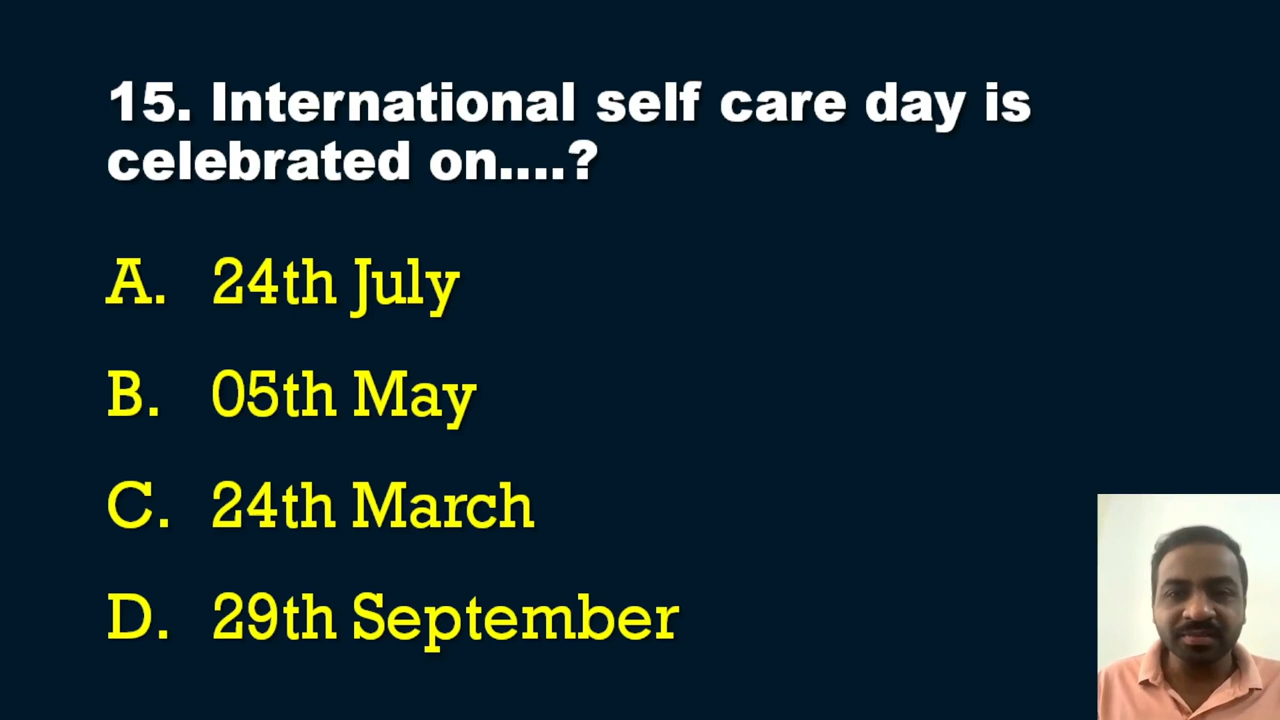 15. International self care day is
celebrated on....?
A. 24th July
B. 05th May
C. 24th March
D. 29th September